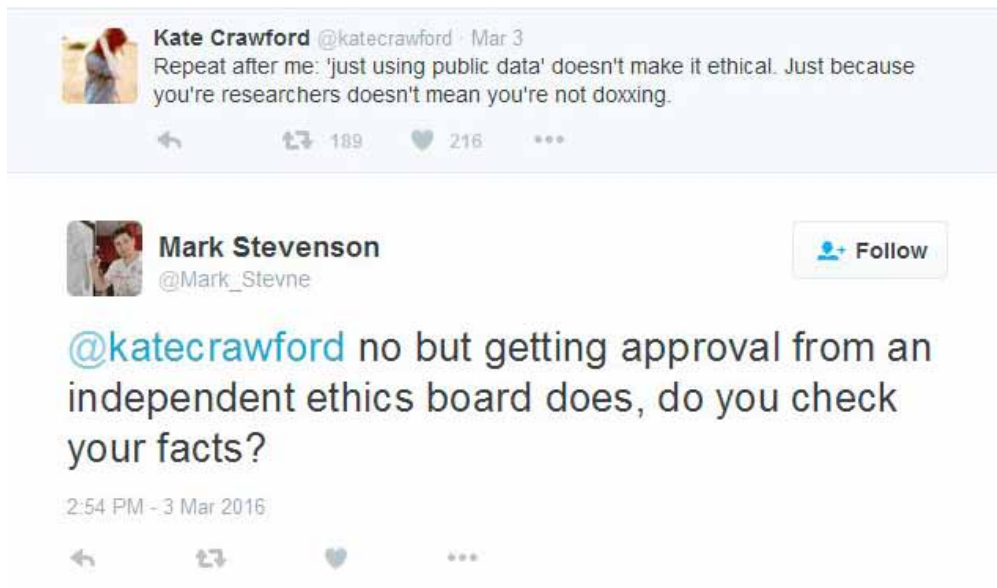 Kate Crawford @katecrawford · Mar 3
Repeat after me: 'just using public data' doesn't make it ethical. Just because
you're researchers doesn't mean you're not doxxing.
189 216
Mark Stevenson
@Mark_Stevne
Follow
@katecrawford no but getting approval from an
independent ethics board does, do you check
your facts?
2:54 PM - 3 Mar 2016